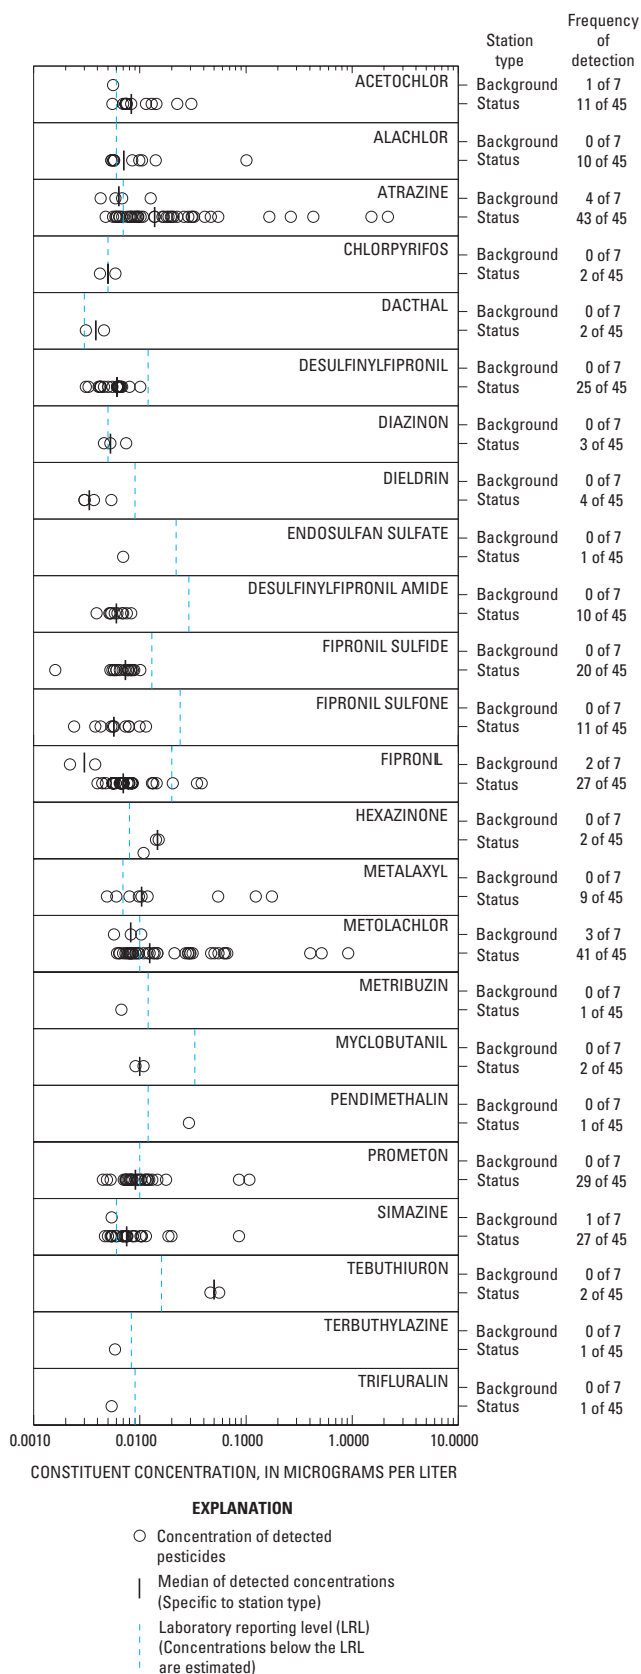 Frequency
Station of
type detection
ACETOCHLOR Background 1 of 7
Status 11 of 45
ALACHLOR Background 0 of 7
Status 10 of 45
ATRAZINE Background 4 of 7
Status 43 of 45
CHLORPYRIFOS Background 0 of 7
Status 2 of 45
DACTHAL Background 0 of 7
Status 2 of 45
DESULFINYLFIPRONIL Background 0 of 7
Status 25 of 45
DIAZINON Background 0 of 7
Status 3 of 45
DIELDRIN Background 0 of 7
Status 4 of 45
ENDOSULFAN SULFATE Background 0 of 7
Status 1 of 45
DESULFINYLFIPRONIL AMIDE Background 0 of 7
Status 10 of 45
FIPRONIL SULFIDE Background 0 of 7
Status 20 of 45
FIPRONIL SULFONE Background 0 of 7
Status 11 of 45
FIPRONIL Background 2 of 7
Status 27 of 45
HEXAZINONE Background 0 of 7
Status 2 of 45
METALAXYL Background 0 of 7
Status 9 of 45
METOLACHLOR Background 3 of 7
Status 41 of 45
METRIBUZIN Background 0 of 7
Status 1 of 45
MYCLOBUTANIL Background 0 of 7
Status 2 of 45
PENDIMETHALIN Background 0 of 7
Status 1 of 45
PROMETON Background 0 of 7
Status 29 of 45
SIMAZINE Background 1 of 7
Status 27 of 45
TEBUTHIURON Background 0 of 7
Status 2 of 45
TERBUTHYLAZINE Background 0 of 7
Status 1 of 45
TRIFLURALIN Background 0 of 7
Status 1 of 45
0.0010 0.0100 0.1000 1.0000 10.0000
CONSTITUENT CONCENTRATION, IN MICROGRAMS PER LITER
EXPLANATION
Concentration of detected
pesticides
Median of detected concentrations
(Specific to station type)
Laboratory reporting level (LRL)
(Concentrations below the LRL
are estimated)